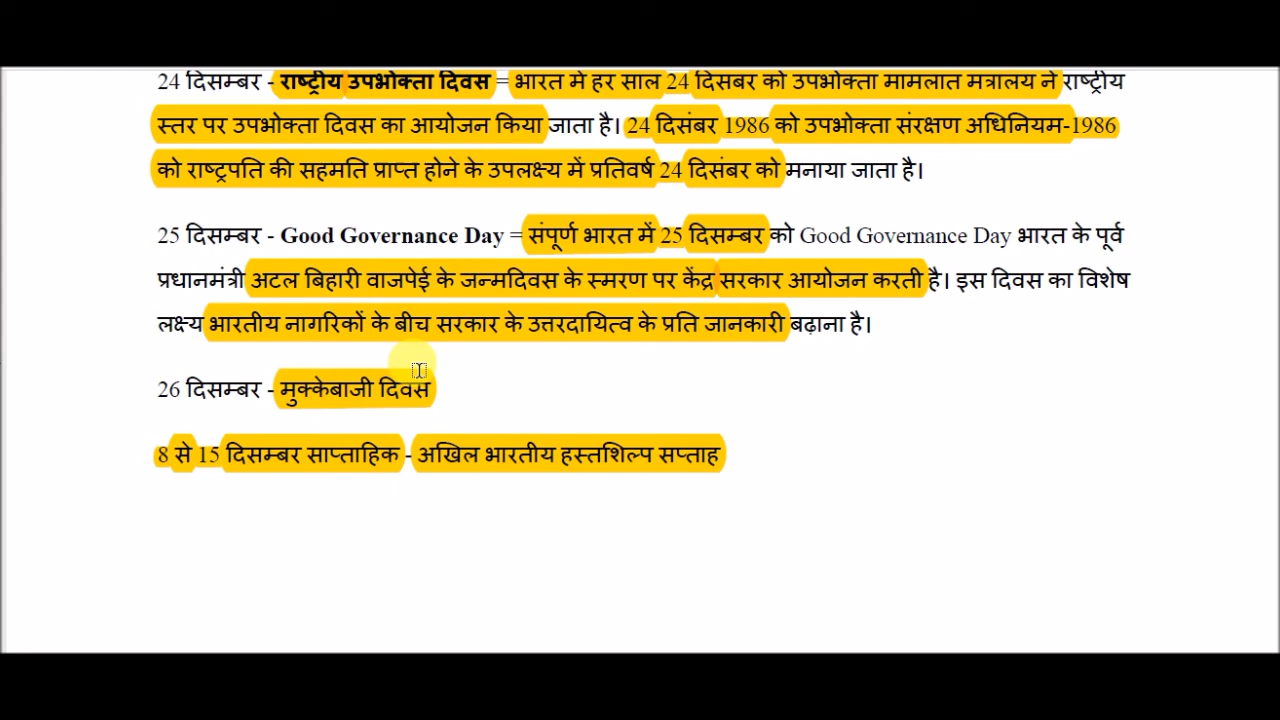 24 दिसम्बर - राष्ट्रीय उपभोक्ता दिवस = भारत में हर साल 24 दिसंबर को उपभोक्ता मामलात मंत्रालय ने राष्ट्रीय
स्तर पर उपभोक्ता दिवस का आयोजन किया जाता है। 24 दिसंबर 1986 को उपभोक्ता संरक्षण अधिनियम-1986
को राष्ट्रपति की सहमति प्राप्त होने के उपलक्ष्य में प्रतिवर्ष 24 दिसंबर को मनाया जाता है।
25 दिसम्बर - Good Governance Day = संपूर्ण भारत में 25 दिसम्बर को Good Governance Day भारत के पूर्व
प्रधानमंत्री अटल बिहारी वाजपेई के जन्मदिवस के स्मरण पर केंद्र सरकार आयोजन करती है। इस दिवस का विशेष
लक्ष्य भारतीय नागरिकों के बीच सरकार के उत्तरदायित्व के प्रति जानकारी बढ़ाना है।
26 दिसम्बर - मुक्केबाजी दिवस
8 से 15 दिसम्बर साप्ताहिक - अखिल भारतीय हस्तशिल्प सप्ताह